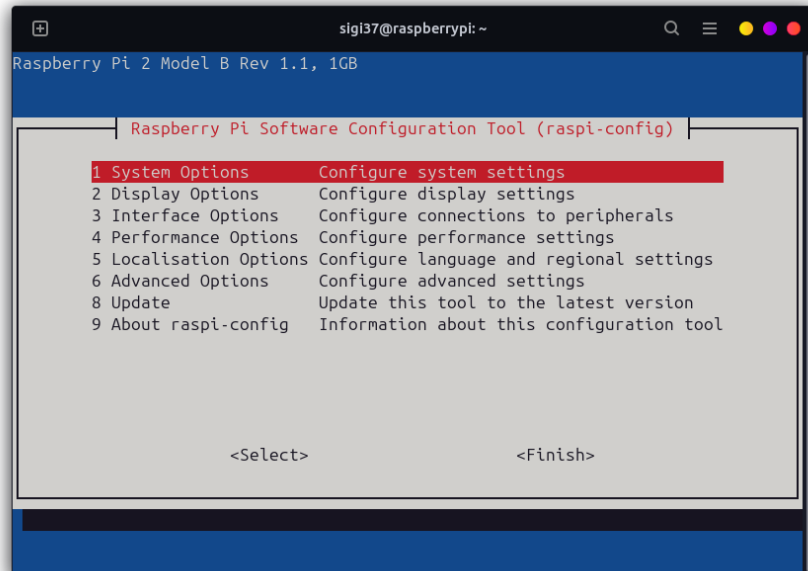 sigi37@raspberrypi: ~
Raspberry Pi 2 Model B Rev 1.1, 1GB
Raspberry Pi Software Configuration Tool (raspi-config)
1 System Options Configure system settings
2 Display Options Configure display settings
3 Interface Options Configure connections to peripherals
4 Performance Options Configure performance settings
5 Localisation Options Configure language and regional settings
6 Advanced Options Configure advanced settings
8 Update Update this tool to the latest version
9 About raspi-config Information about this configuration tool
<Select> <Finish>